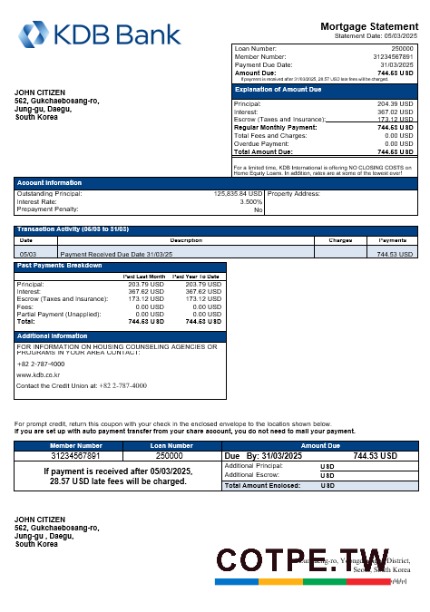 KDB Bank
Mortgage Statement
Statement Date: 05/03/2025
Loan Number: 250000
Member Number: 31234567891
Payment Due Date: 31/03/2025
Amount Due: 744.53 USD
If payment is received after 31/03/2025, 28.57 USD late fees will be charged.
JOHN CITIZEN
562, Gukchaebosang-ro,
Jung-gu, Daegu,
South Korea
Explanation of Amount Due
Principal: 204.39 USD
Interest: 367.02 USD
Escrow (Taxes and Insurance): 173.12 USD
Regular Monthly Payment: 744.53 USD
Total Fees and Charges: 0.00 USD
Overdue Payment: 0.00 USD
Total Amount Due: 744.53 USD
For a limited time, KDB International is offering NO CLOSING COSTS on
Home Equity Loans. In addition, rates are at some of the lowest ever!
Account Information
Outstanding Principal: 125,835.84 USD Property Address:
Interest Rate: 3.500%
Prepayment Penalty: No
Transaction Activity (05/03 to 31/03)
Date Description Charges Payments
05/03 Payment Received Due Date 31/03/25 744.53 USD
Past Payments Breakdown
Paid Last Month Paid Year To Date
Principal: 203.79 USD 203.79 USD
Interest: 367.62 USD 367.62 USD
Escrow (Taxes and Insurance): 173.12 USD 173.12 USD
Fees: 0.00 USD 0.00 USD
Partial Payment (Unapplied): 0.00 USD 0.00 USD
Total: 744.53 USD 744.53 USD
Additional Information
FOR INFORMATION ON HOUSING COUNSELING AGENCIES OR
PROGRAMS IN YOUR AREA CONTACT:
+82 2-787-4000
www.kdb.co.kr
Contact the Credit Union at: +82 2-787-4000
For prompt credit, return this coupon with your check in the enclosed envelope to the location shown below.
If you are set up with auto payment transfer from your share account, you do not need to mail your payment.
Member Number Loan Number Amount Due
31234567891 250000 Due By: 31/03/2025 744.53 USD
If payment is received after 05/03/2025,
28.57 USD late fees will be charged.
Additional Principal: USD
Additional Escrow: USD
Total Amount Enclosed: USD
JOHN CITIZEN
562, Gukchaebosang-ro,
Jung-gu, Daegu,
South Korea
District,
South Korea
COTPE.TW